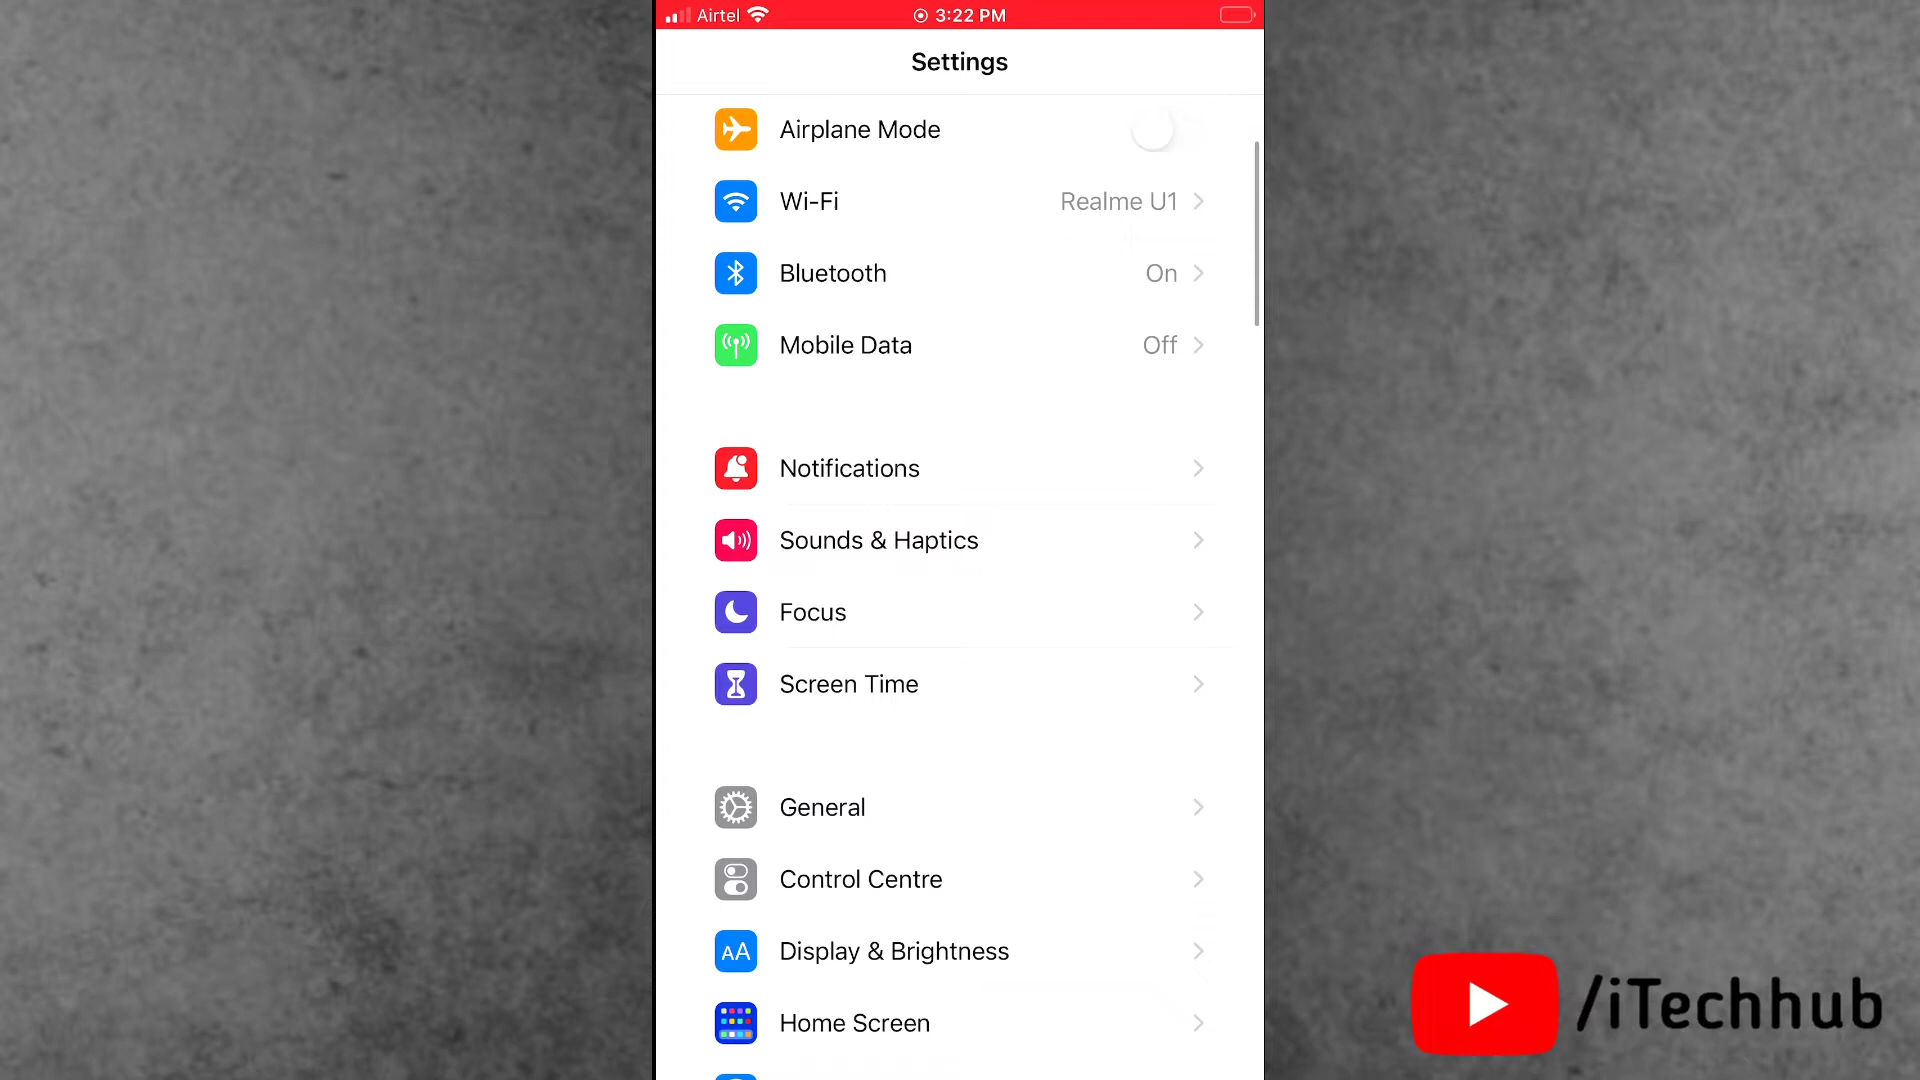 Airtel 3:22 PM
Settings
Airplane Mode
Wi-Fi Realme U1
Bluetooth On
Mobile Data Off
Notifications
Sounds & Haptics
Focus
Screen Time
General
Control Centre
AA Display & Brightness
Home Screen
/iTechhub